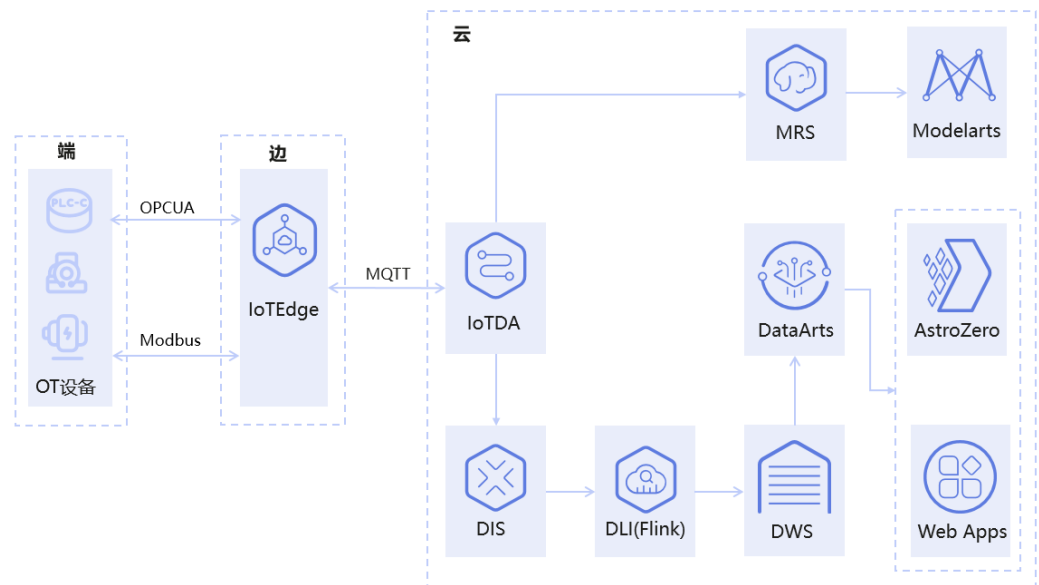 云
MRS
Modelarts
端
边
PLC-C
OPCUA
IoTEdge
MQTT
IoTDA
DataArts
AstroZero
Modbus
OT设备
DIS
DLI(Flink)
DWS
Web Apps